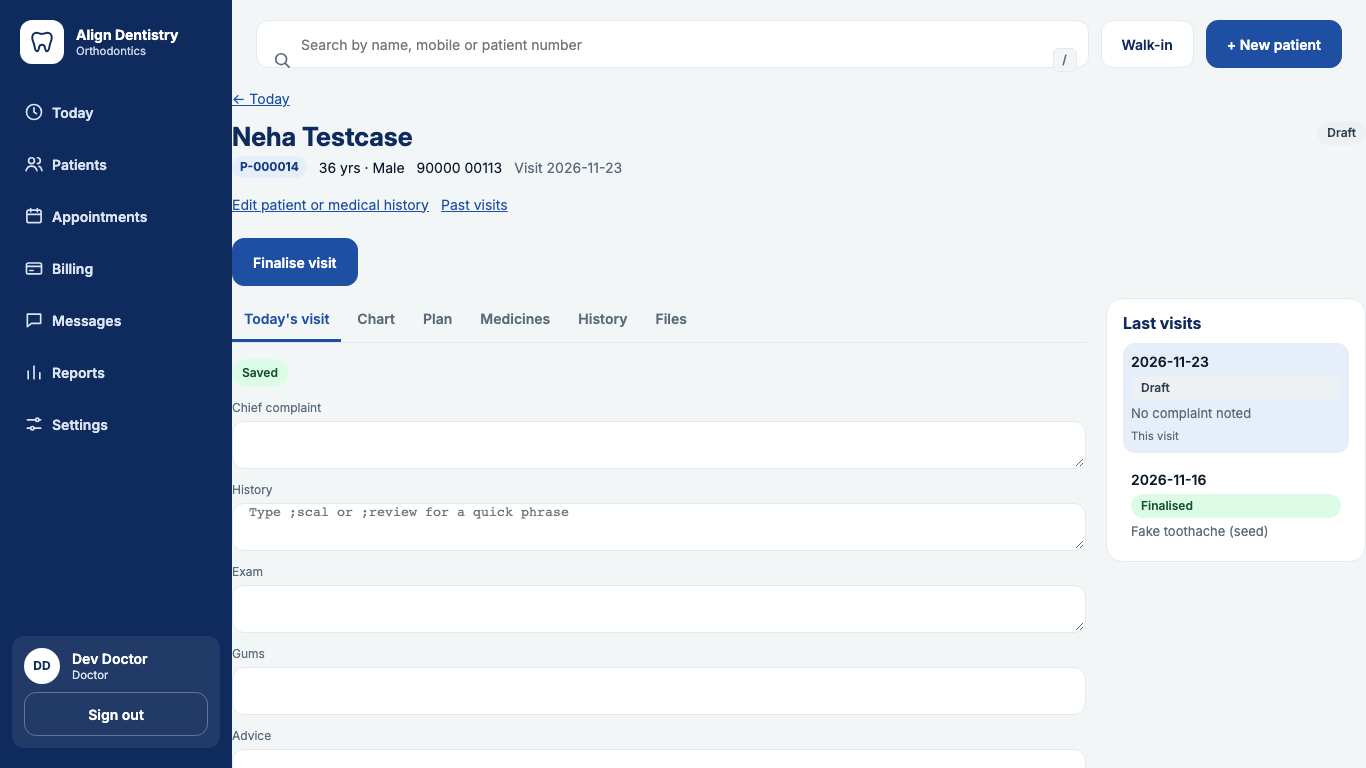 Align Dentistry
Orthodontics
Today
Patients
Appointments
Billing
Messages
Reports
Settings
DD
Dev Doctor
Doctor
Sign out
Search by name, mobile or patient number
/
Walk-in
+ New patient
← Today
Neha Testcase
Draft
P-000014 36 yrs · Male 90000 00113 Visit 2026-11-23
Edit patient or medical history Past visits
Finalise visit
Today's visit Chart Plan Medicines History Files
Saved
Chief complaint
History
Type ;scal or ;review for a quick phrase
Exam
Gums
Advice
Last visits
2026-11-23
Draft
No complaint noted
This visit
2026-11-16
Finalised
Fake toothache (seed)